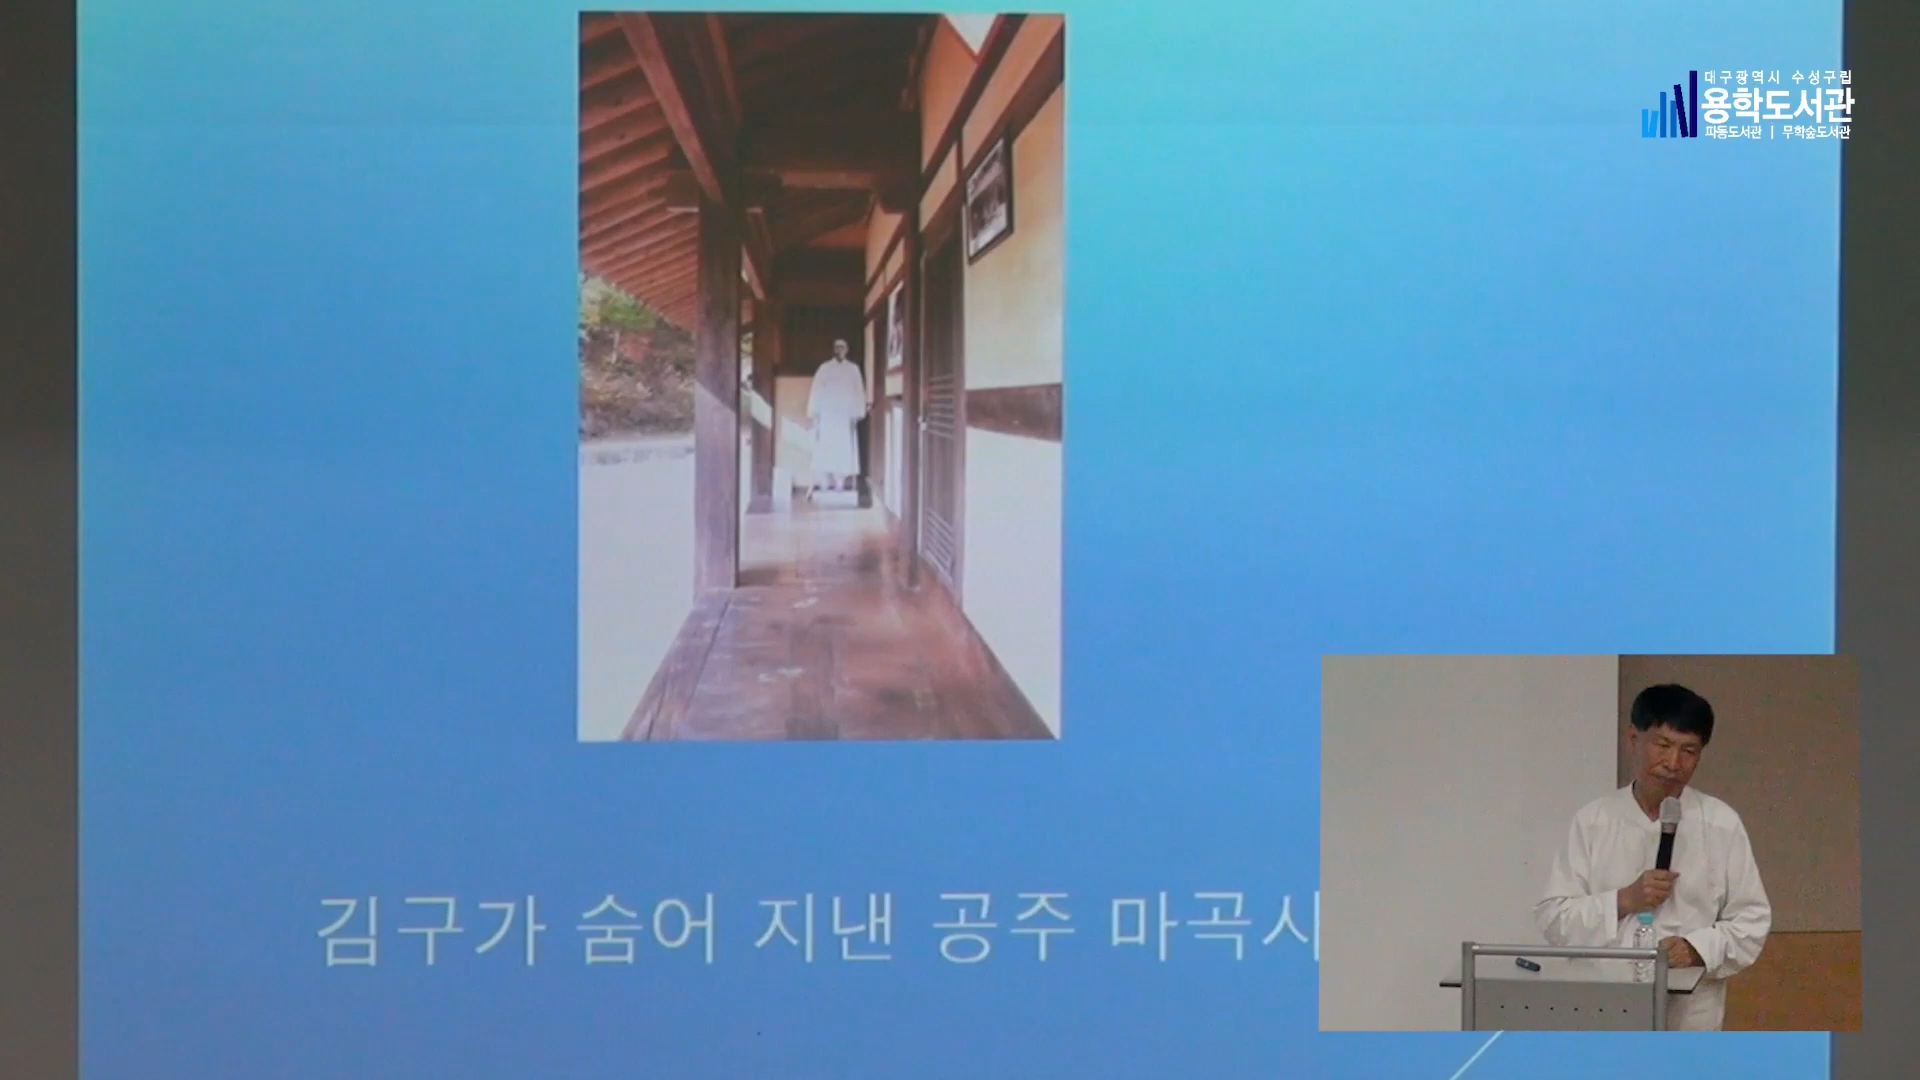 대구광역시 수성구립
용학도서관
파동도서관 | 무학숲도서관
김구가 숨어 지낸 공주 마곡사